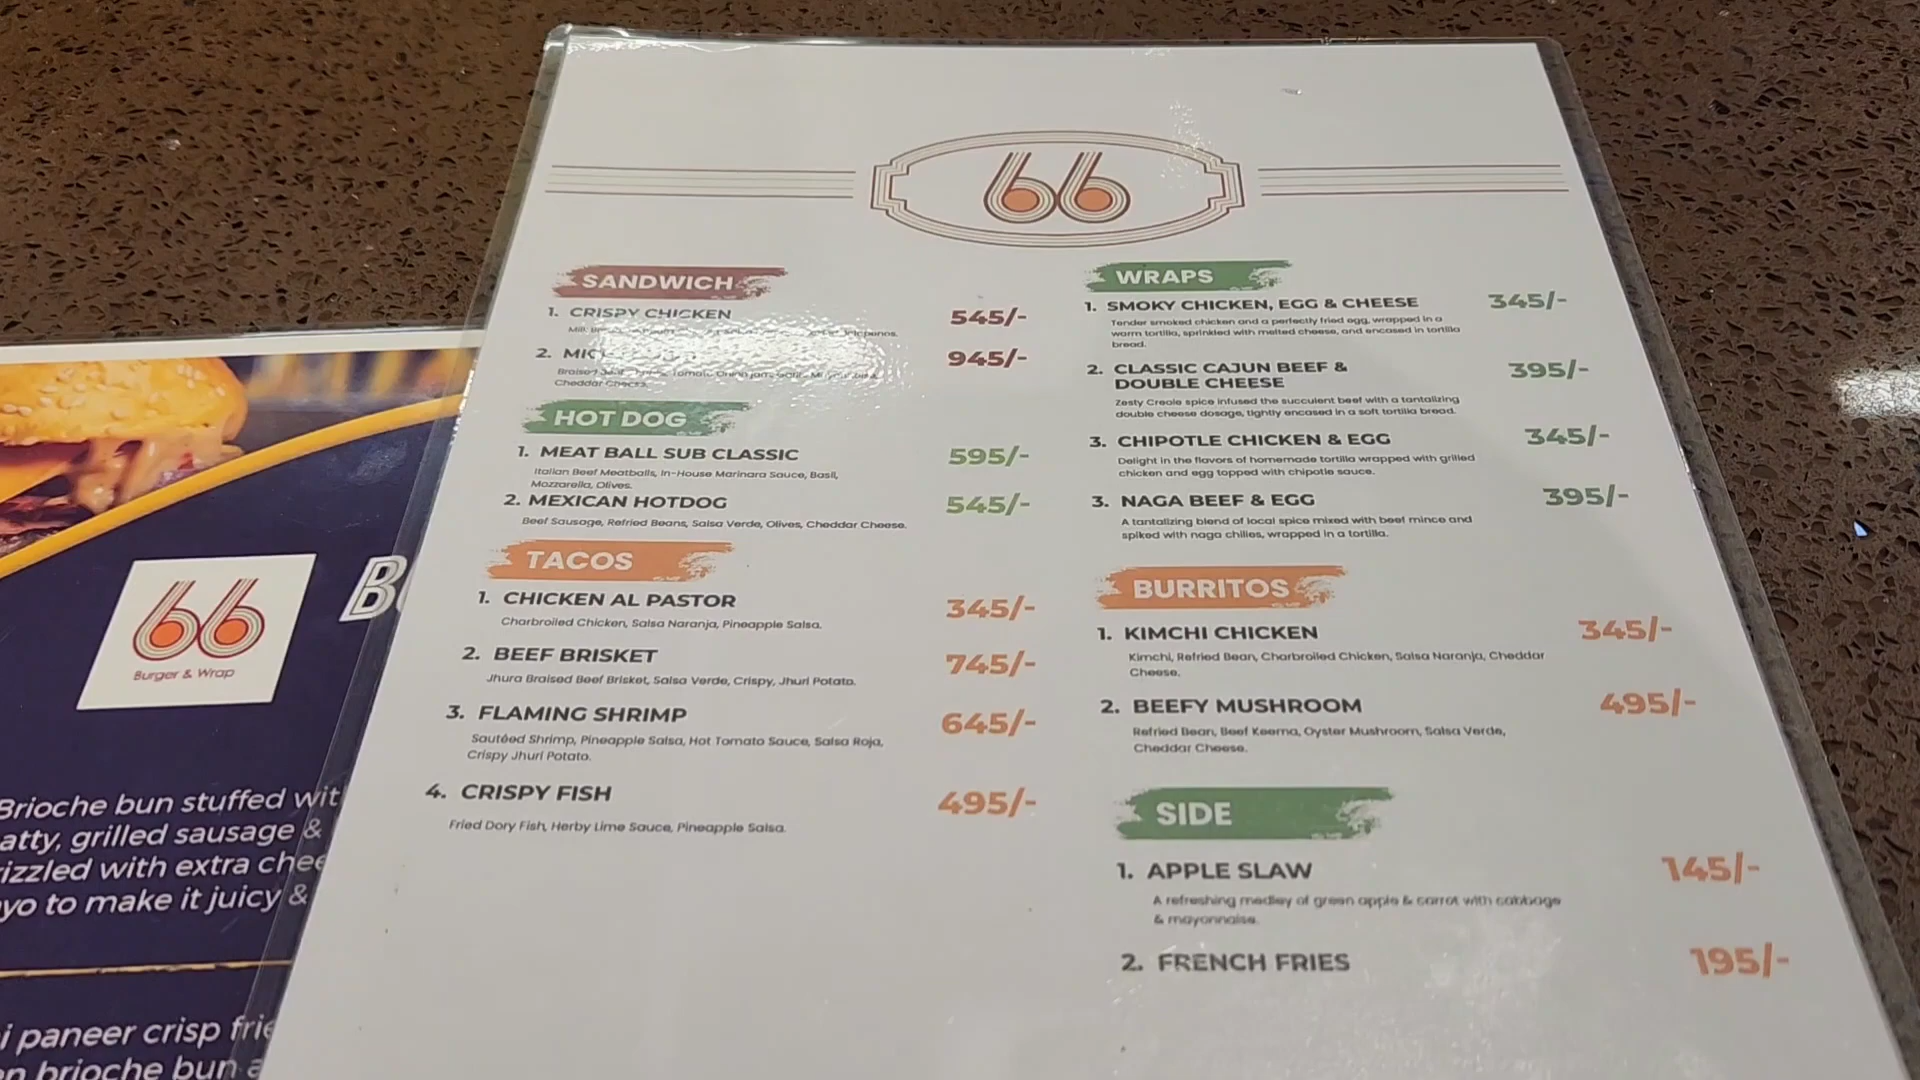 66
SANDWICH
1. CRISPY CHICKEN 545/-
Jalapenos.
2. 945/-
Cheddar Cheese.
HOT DOG
1. MEAT BALL SUB CLASSIC 595/-
Italian Beef Meatballs, In-House Marinara Sauce, Basil,
Mozzarella, Olives.
2. MEXICAN HOTDOG 545/-
Beef Sausage, Refried Beans, Salsa Verde, Olives, Cheddar Cheese.
TACOS
1. CHICKEN AL PASTOR 345/-
Charbroiled Chicken, Salsa Naranja, Pineapple Salsa.
2. BEEF BRISKET 745/-
Jhura Braised Beef Brisket, Salsa Verde, Crispy, Jhuri Potato.
3. FLAMING SHRIMP 645/-
Sautéed Shrimp, Pineapple Salsa, Hot Tomato Sauce, Salsa Roja,
Crispy Jhuri Potato.
4. CRISPY FISH 495/-
Fried Dory Fish, Herby Lime Sauce, Pineapple Salsa.
WRAPS
1. SMOKY CHICKEN, EGG & CHEESE 345/-
Tender smoked chicken and a perfectly fried egg, wrapped in a
warm tortilla, sprinkled with melted cheese, and encased in tortilla
bread.
2. CLASSIC CAJUN BEEF & 395/-
DOUBLE CHEESE
Zesty Creole spice infused the succulent beef with a tantalizing
double cheese dosage, tightly encased in a soft tortilla bread.
3. CHIPOTLE CHICKEN & EGG 345/-
Delight in the flavors of homemade tortilla wrapped with grilled
chicken and egg topped with chipotle sauce.
3. NAGA BEEF & EGG 395/-
A tantalizing blend of local spice mixed with beef mince and
spiked with naga chilies, wrapped in a tortilla.
BURRITOS
1. KIMCHI CHICKEN 345/-
Kimchi, Refried Bean, Charbroiled Chicken, Salsa Naranja, Cheddar
Cheese.
2. BEEFY MUSHROOM 495/-
Refried Bean, Beef Keema, Oyster Mushroom, Salsa Verde,
Cheddar Cheese.
SIDE
1. APPLE SLAW 145/-
A refreshing medley of green apple & carrot with cabbage
& mayonnaise.
2. FRENCH FRIES 195/-
66
Burger & Wrap
B
Brioche bun stuffed wit
atty, grilled sausage &
izzled with extra chee
yo to make it juicy &
i paneer crisp frie
en brioche bun a